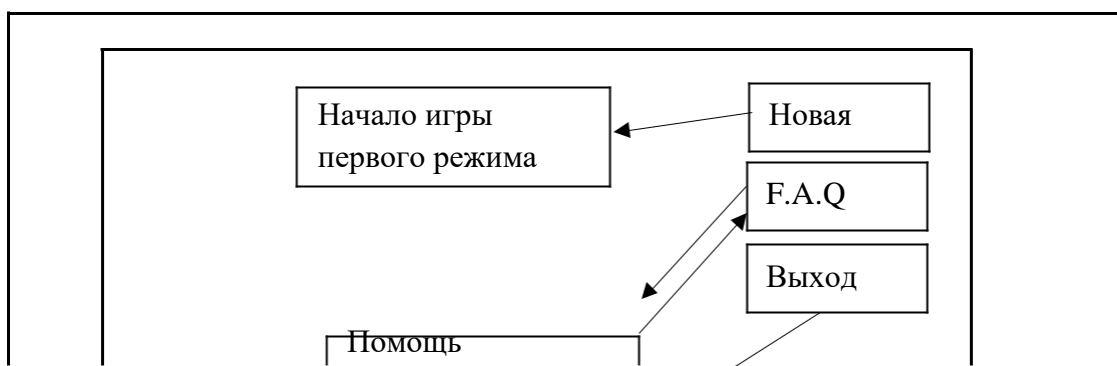 Начало игры
первого режима
Новая
F.A.Q
Выход
Помощь